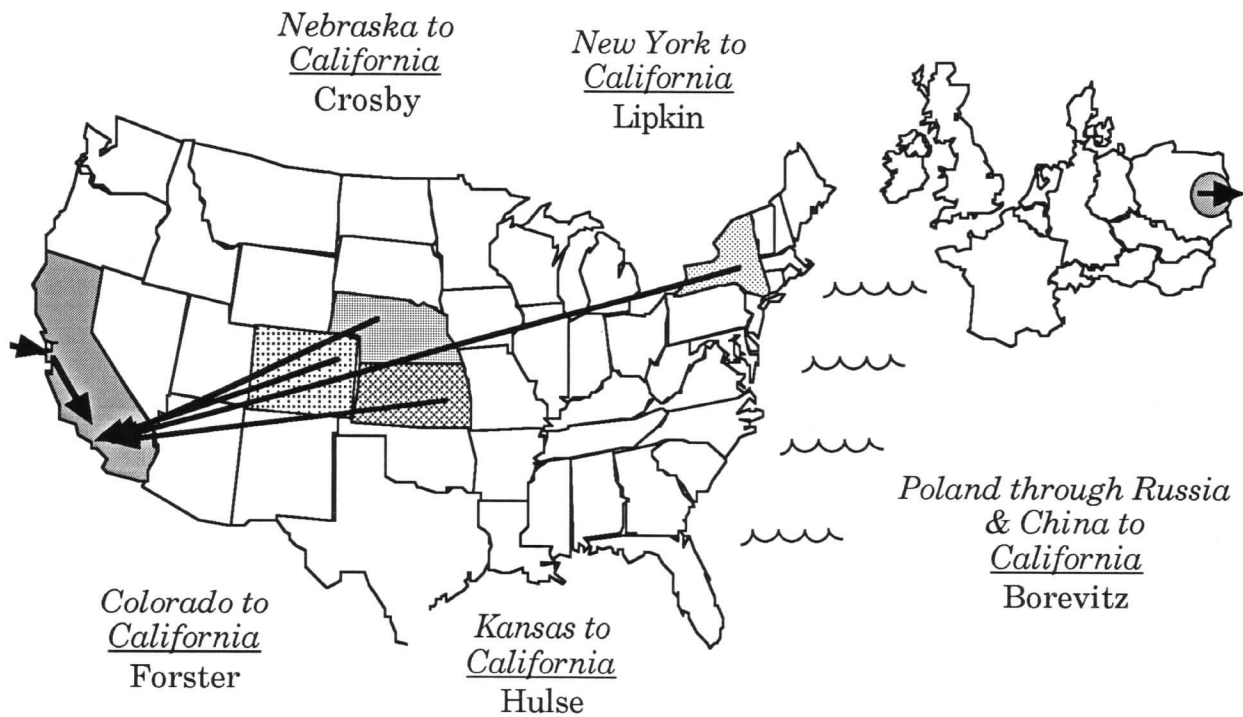 Nebraska to
California
Crosby
New York to
California
Lipkin
Poland through Russia
& China to
California
Borevitz
Colorado to
California
Forster
Kansas to
California
Hulse